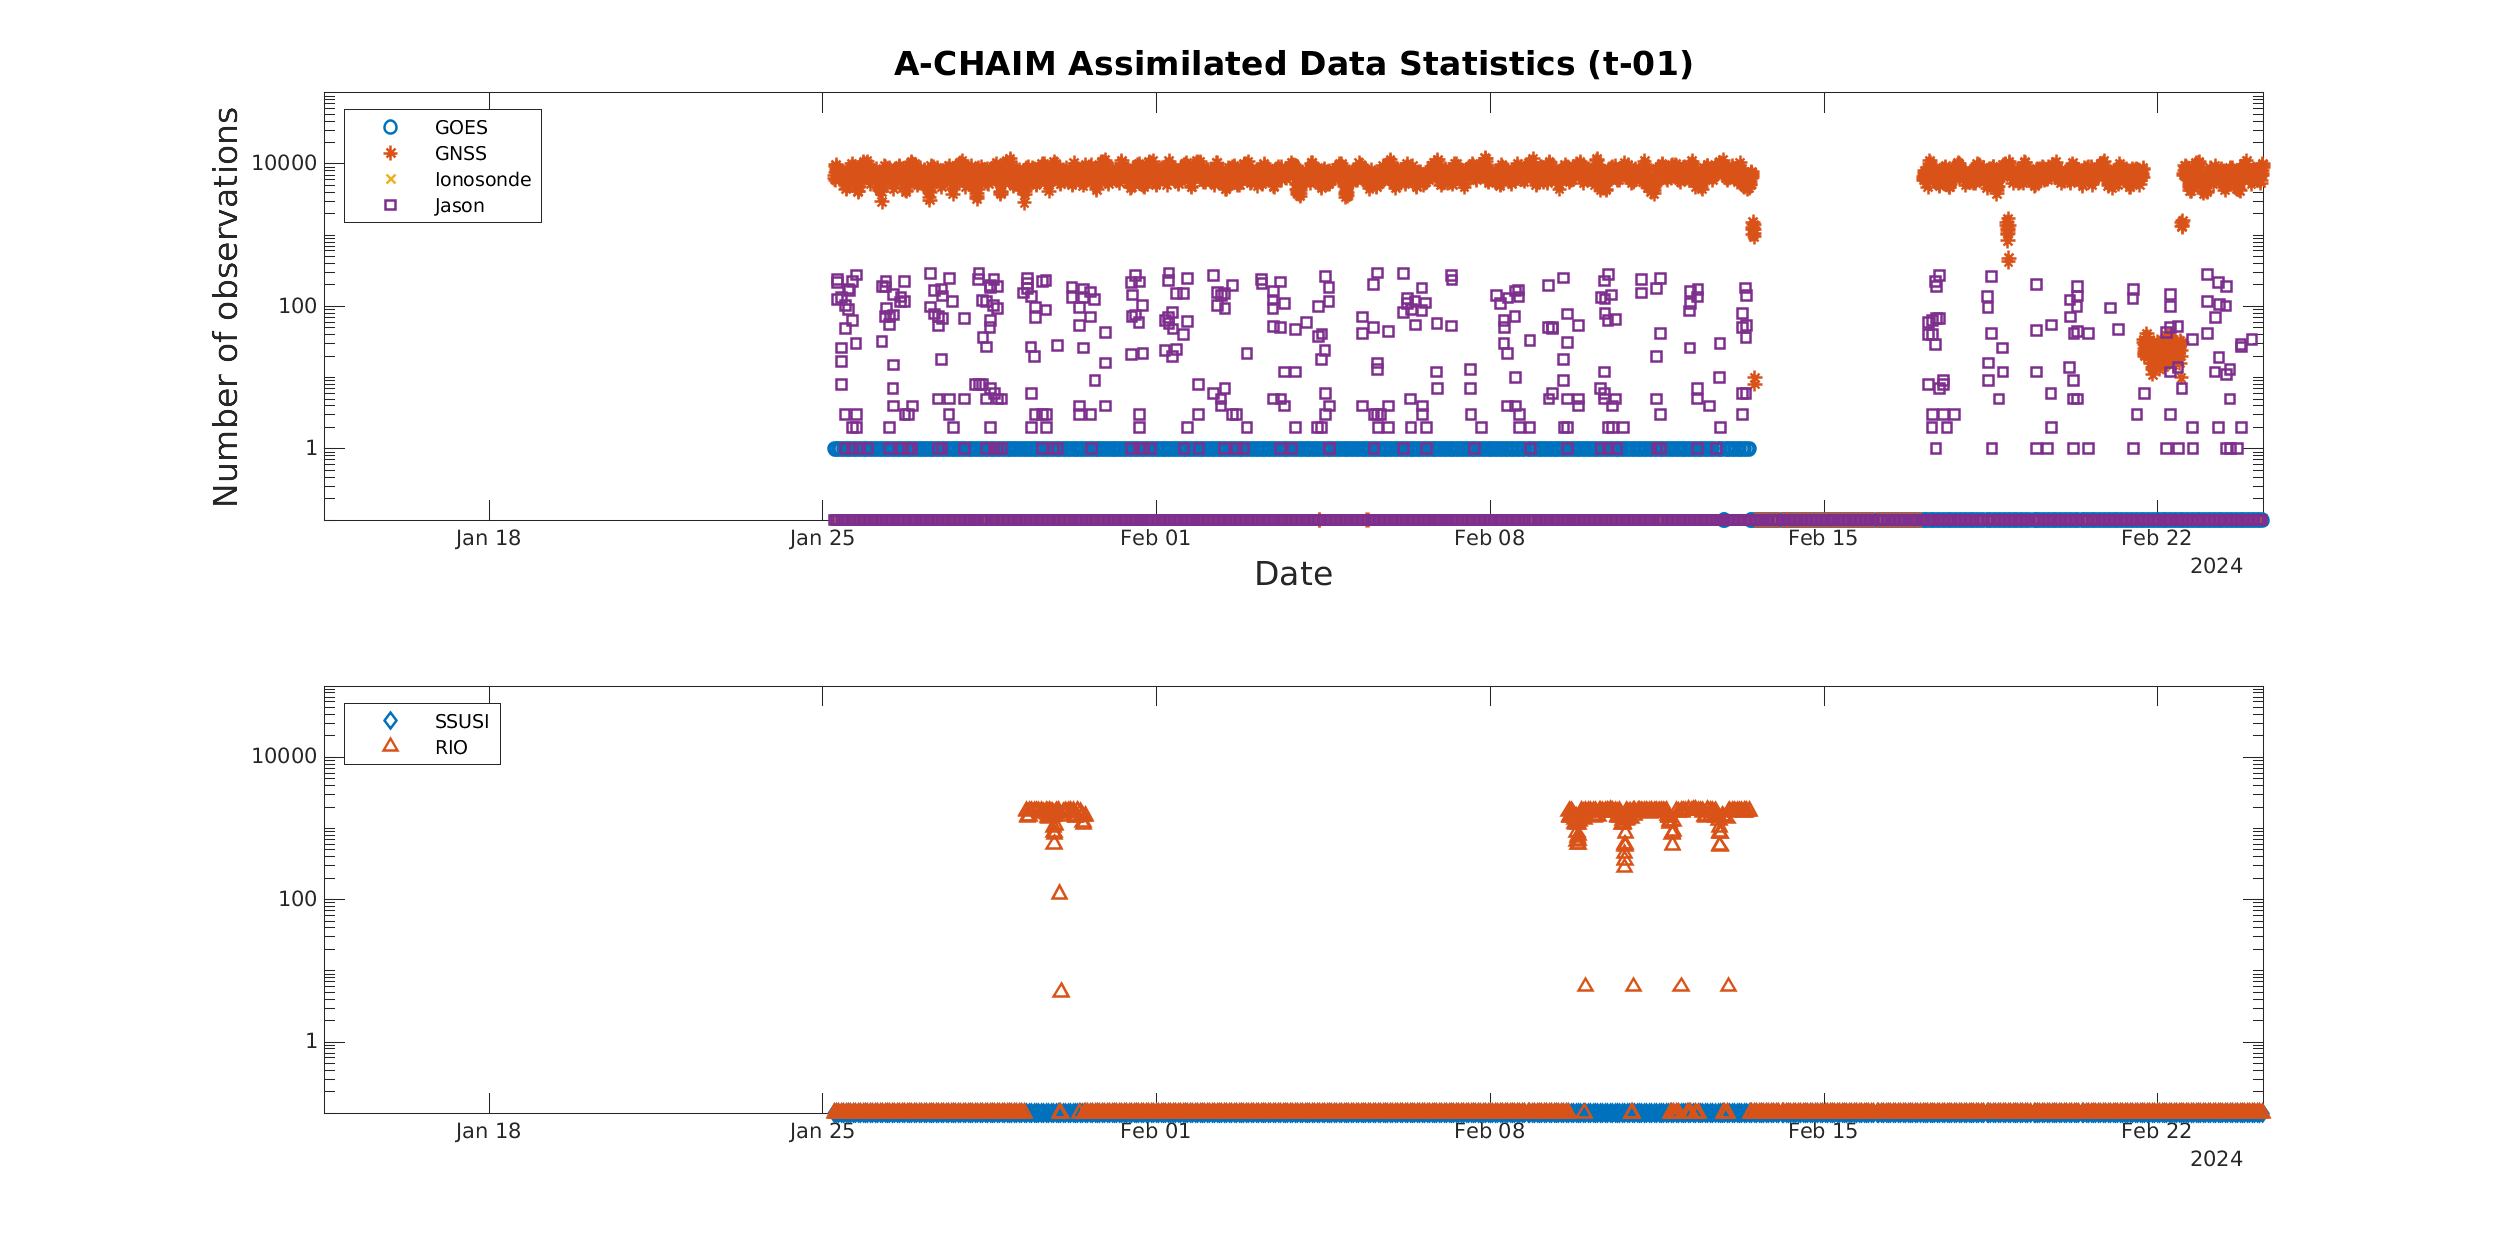 A-CHAIM Assimilated Data Statistics (t-01)
Number of observations
10000
100
1
GOES
GNSS
Ionosonde
Jason
Jan 18 Jan 25 Feb 01 Feb 08 Feb 15 Feb 22
2024
Date
10000
100
1
SSUSI
RIO
Jan 18 Jan 25 Feb 01 Feb 08 Feb 15 Feb 22
2024